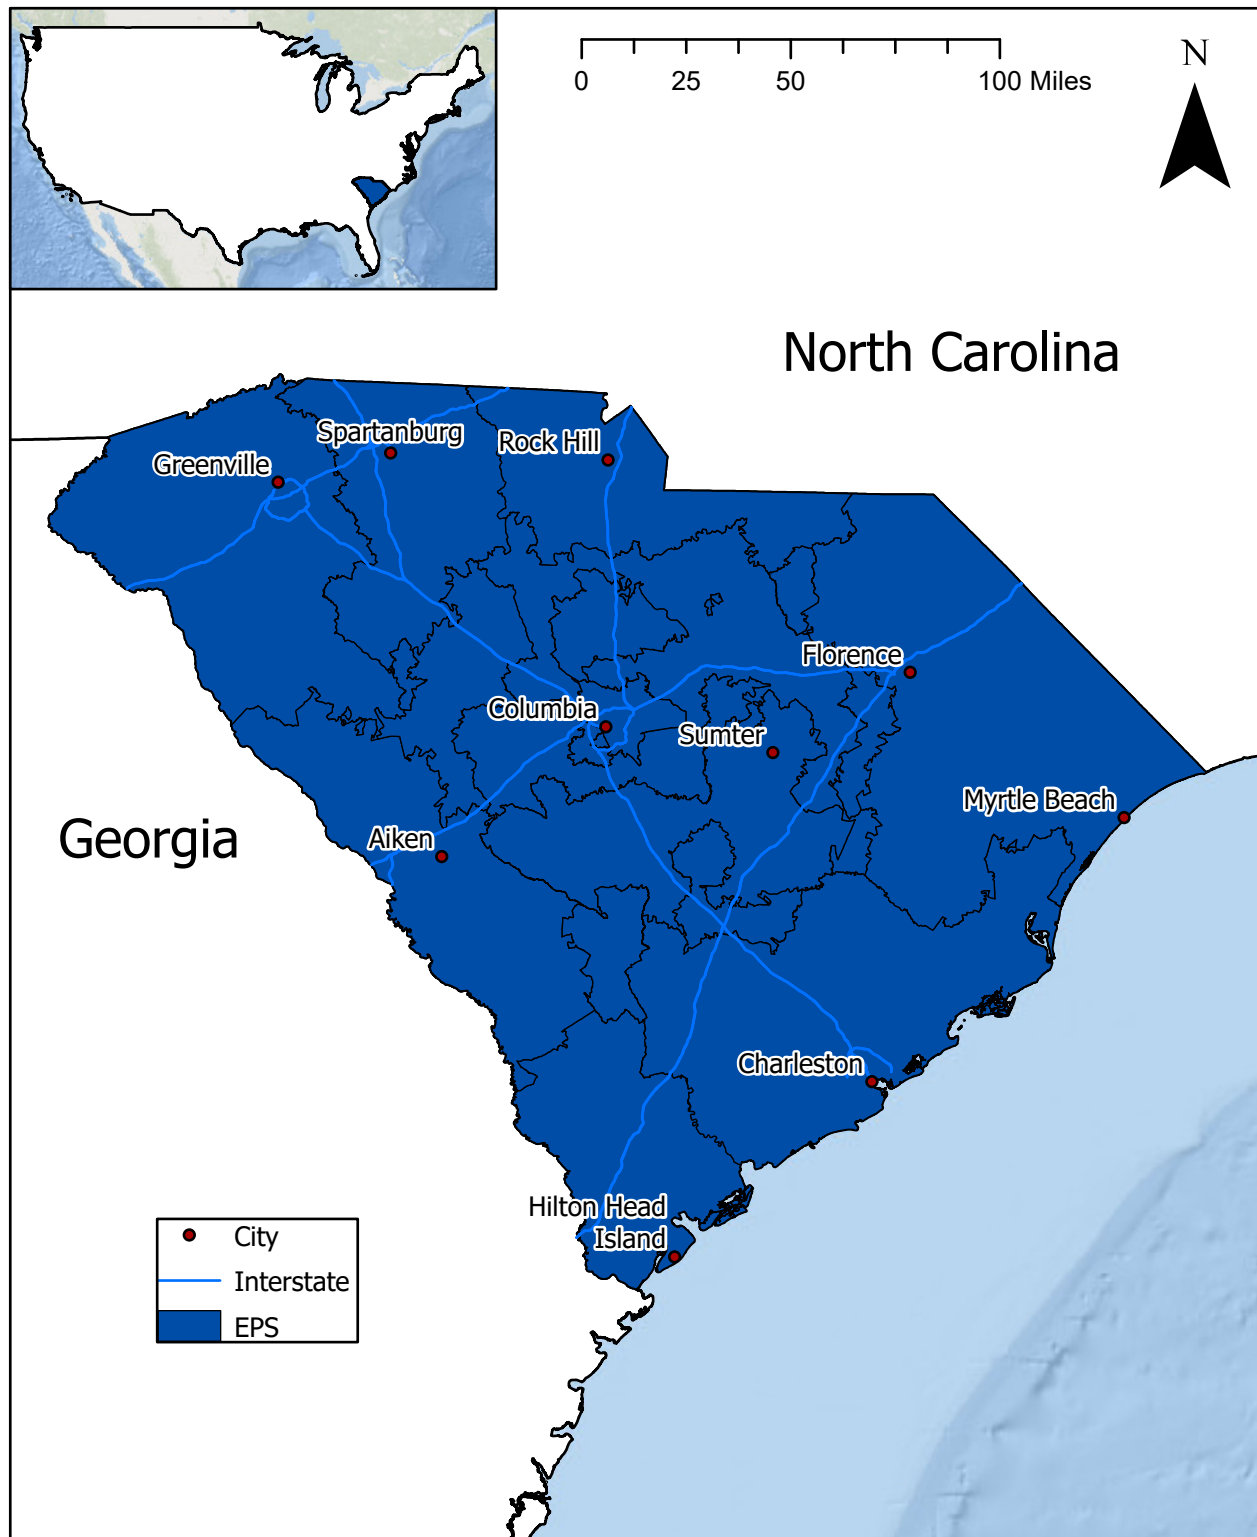 N
0 25 50 100 Miles
North Carolina
Spartanburg
Rock Hill
Greenville
Florence
Columbia
Sumter
Myrtle Beach
Georgia
Aiken
Charleston
Hilton Head
Island
City
Interstate
EPS